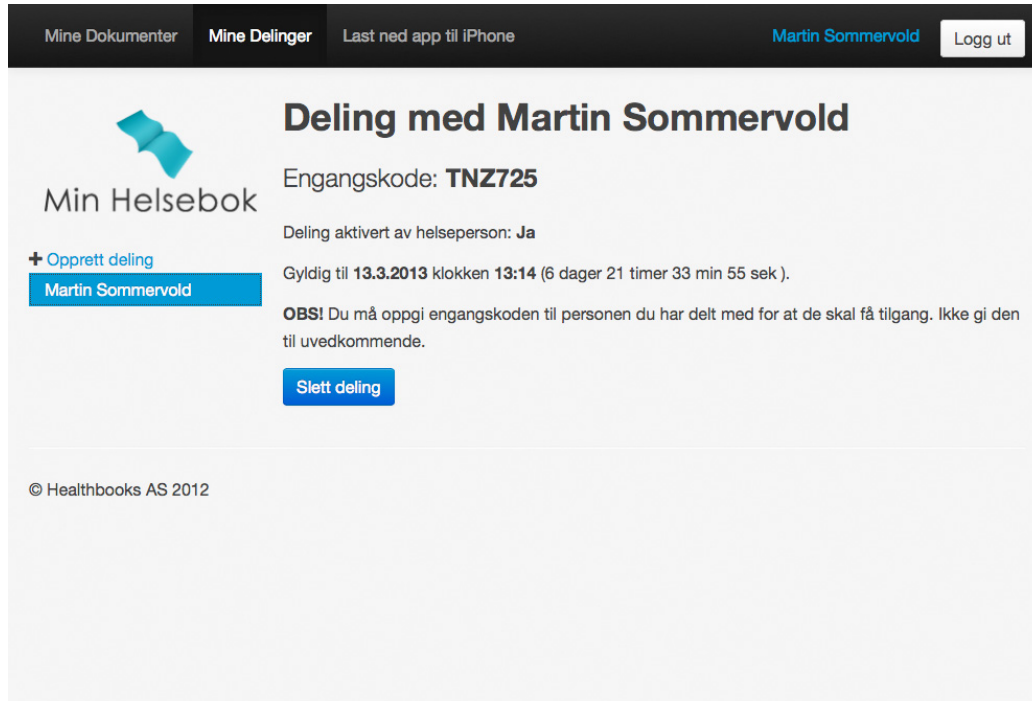 Mine Dokumenter Mine Delinger Last ned app til iPhone Martin Sommervold Logg ut
Min Helsebok
Opprett deling
Martin Sommervold
Deling med Martin Sommervold
Engangskode: TNZ725
Deling aktivert av helseperson: Ja
Gyldig til 13.3.2013 klokken 13:14 (6 dager 21 timer 33 min 55 sek ).
OBS! Du må oppgi engangskoden til personen du har delt med for at de skal få tilgang. Ikke gi den
til uvedkommende.
Slett deling
© Healthbooks AS 2012